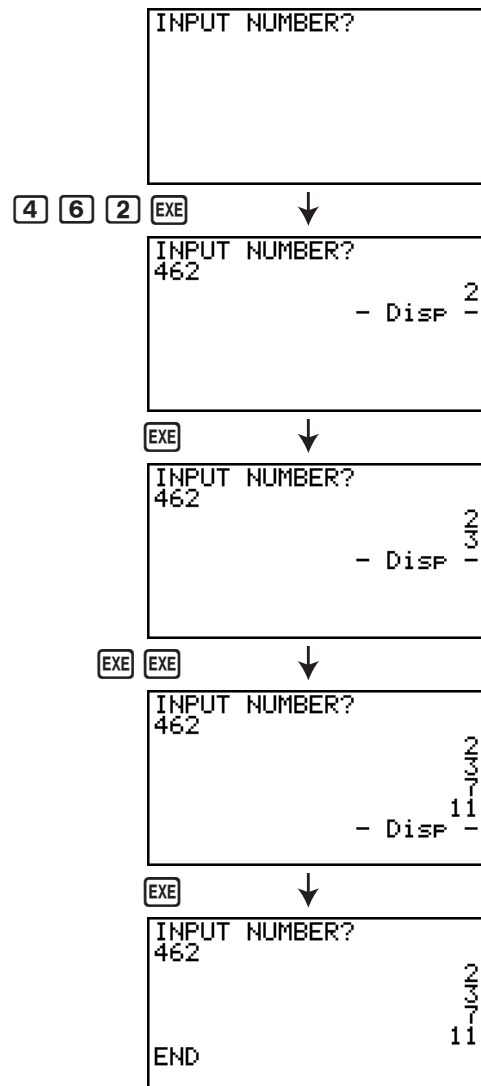 INPUT NUMBER?
4 6 2 EXE
INPUT NUMBER?
462
2
- Disp -
EXE
INPUT NUMBER?
462
2
3
- Disp -
EXE EXE
INPUT NUMBER?
462
2
3
7
11
- Disp -
EXE
INPUT NUMBER?
462
2
3
7
11
END